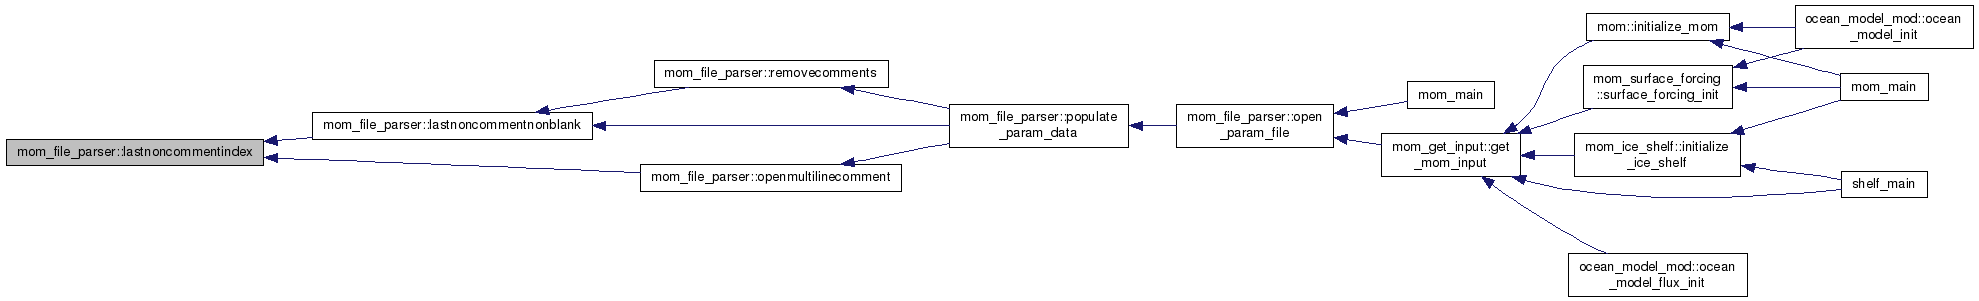 mom_file_parser::lastnoncommentindex
mom_file_parser::lastnoncommentnonblank
mom_file_parser::removecomments
mom_file_parser::openmultilinecomment
mom_file_parser::populate
_param_data
mom_file_parser::open
_param_file
mom_main
mom_get_input::get
_mom_input
mom::initialize_mom
mom_surface_forcing
::surface_forcing_init
mom_ice_shelf::initialize
_ice_shelf
ocean_model_mod::ocean
_model_flux_init
ocean_model_mod::ocean
_model_init
mom_main
shelf_main